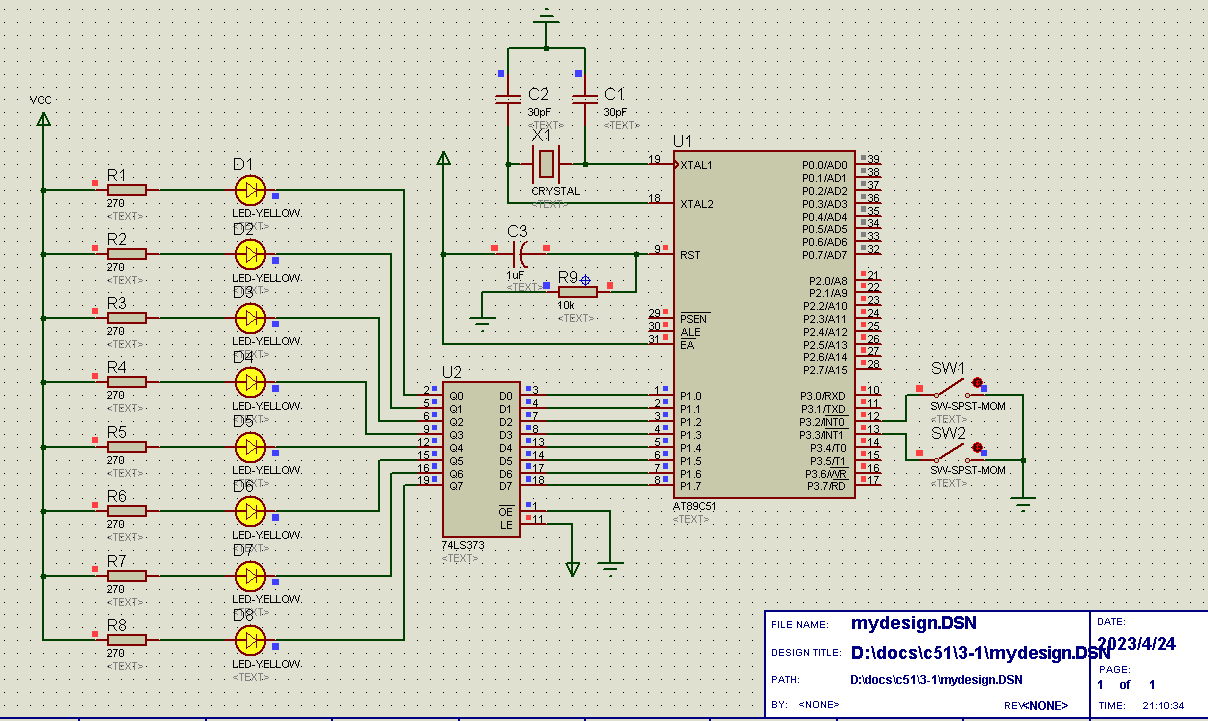 VCC
R1
270
<TEXT>
D1
LED-YELLOW
<TEXT>
R2
270
<TEXT>
D2
LED-YELLOW
<TEXT>
R3
270
<TEXT>
D3
LED-YELLOW
<TEXT>
R4
270
<TEXT>
D4
LED-YELLOW
<TEXT>
R5
270
<TEXT>
D5
LED-YELLOW
<TEXT>
R6
270
<TEXT>
D6
LED-YELLOW
<TEXT>
R7
270
<TEXT>
D7
LED-YELLOW
<TEXT>
R8
270
<TEXT>
D8
LED-YELLOW
<TEXT>
C2
30pF
<TEXT>
C1
30pF
<TEXT>
X1
CRYSTAL
<TEXT>
C3
1uF
<TEXT>
R9
10k
<TEXT>
U2
2 Q0 D0 3
5 Q1 D1 4
6 Q2 D2 7
9 Q3 D3 8
12 Q4 D4 13
15 Q5 D5 14
16 Q6 D6 17
19 Q7 D7 18
OE 1
LE 11
74LS373
<TEXT>
U1
19 XTAL1
18 XTAL2
9 RST
29 PSEN
30 ALE
31 EA
1 P1.0
2 P1.1
3 P1.2
4 P1.3
5 P1.4
6 P1.5
7 P1.6
8 P1.7
P0.0/AD0 39
P0.1/AD1 38
P0.2/AD2 37
P0.3/AD3 36
P0.4/AD4 35
P0.5/AD5 34
P0.6/AD6 33
P0.7/AD7 32
P2.0/A8 21
P2.1/A9 22
P2.2/A10 23
P2.3/A11 24
P2.4/A12 25
P2.5/A13 26
P2.6/A14 27
P2.7/A15 28
P3.0/RXD 10
P3.1/TXD 11
P3.2/INT0 12
P3.3/INT1 13
P3.4/T0 14
P3.5/T1 15
P3.6/WR 16
P3.7/RD 17
AT89C51
<TEXT>
SW1
SW-SPST-MOM
<TEXT>
SW2
SW-SPST-MOM
<TEXT>
FILE NAME: mydesign.DSN
DESIGN TITLE: D:\docs\c51\3-1\mydesign.DSN
PATH: D:\docs\c51\3-1\mydesign.DSN
BY: <NONE> REV:<NONE>
DATE:
2023/4/24
PAGE:
1 of 1
TIME: 21:10:34